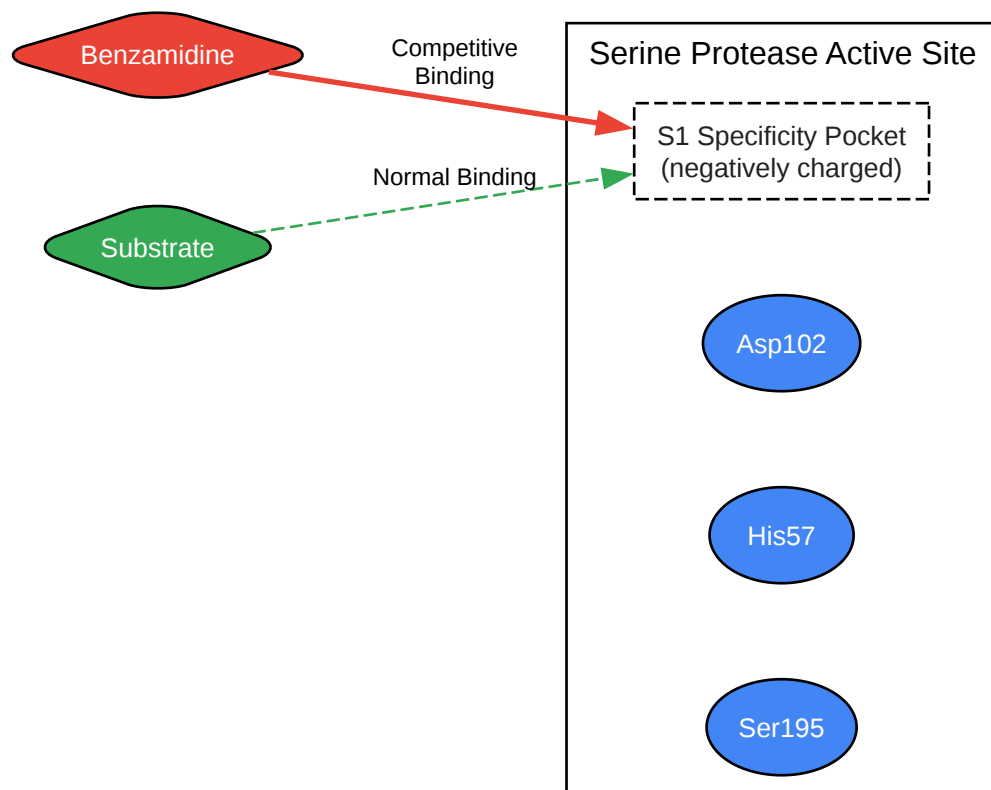 Benzamidine
Competitive
Binding
Serine Protease Active Site
S1 Specificity Pocket
(negatively charged)
Normal Binding
Substrate
Asp102
His57
Ser195